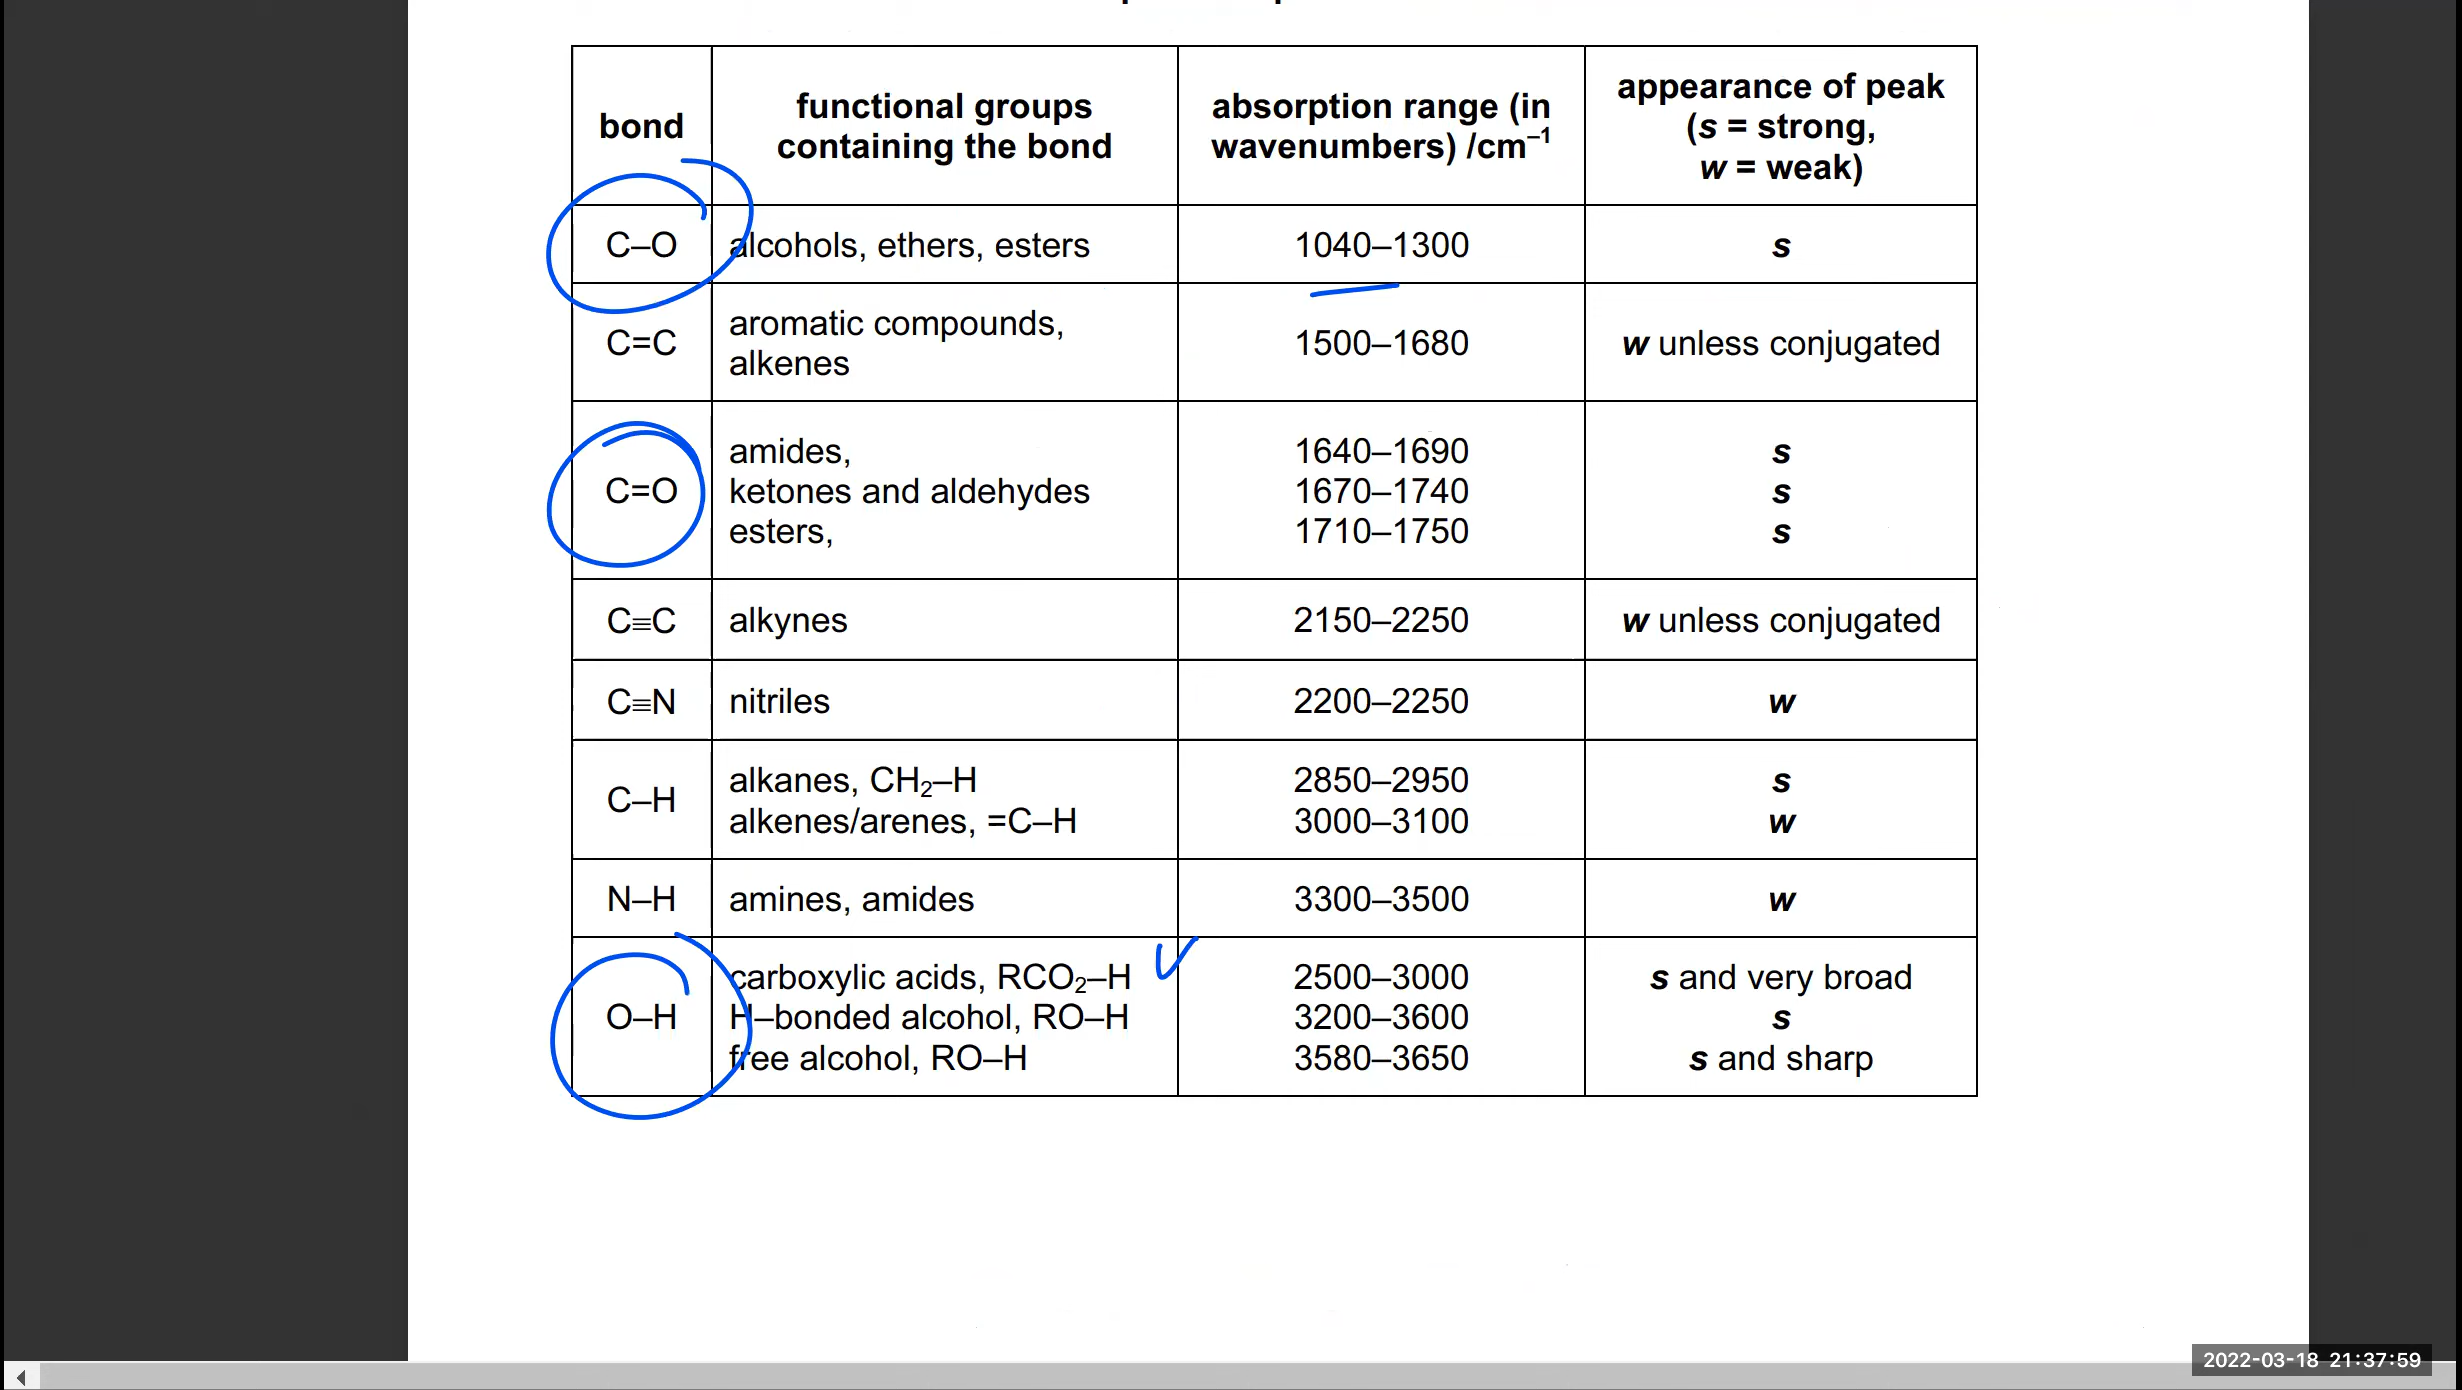 bond
functional groups
containing the bond
absorption range (in
wavenumbers) /cm⁻¹
appearance of peak
(s = strong,
w = weak)
C–O
alcohols, ethers, esters
1040–1300
s
C=C
aromatic compounds,
alkenes
1500–1680
w unless conjugated
C=O
amides,
ketones and aldehydes
esters,
1640–1690
1670–1740
1710–1750
s
s
s
C≡C
alkynes
2150–2250
w unless conjugated
C≡N
nitriles
2200–2250
w
C–H
alkanes, CH₂–H
alkenes/arenes, =C–H
2850–2950
3000–3100
s
w
N–H
amines, amides
3300–3500
w
O–H
carboxylic acids, RCO₂–H
H–bonded alcohol, RO–H
free alcohol, RO–H
2500–3000
3200–3600
3580–3650
s and very broad
s
s and sharp
2022-03-18 21:37:59